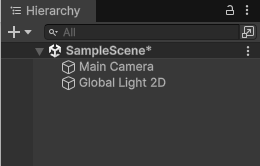 Hierarchy
All
SampleScene*
Main Camera
Global Light 2D